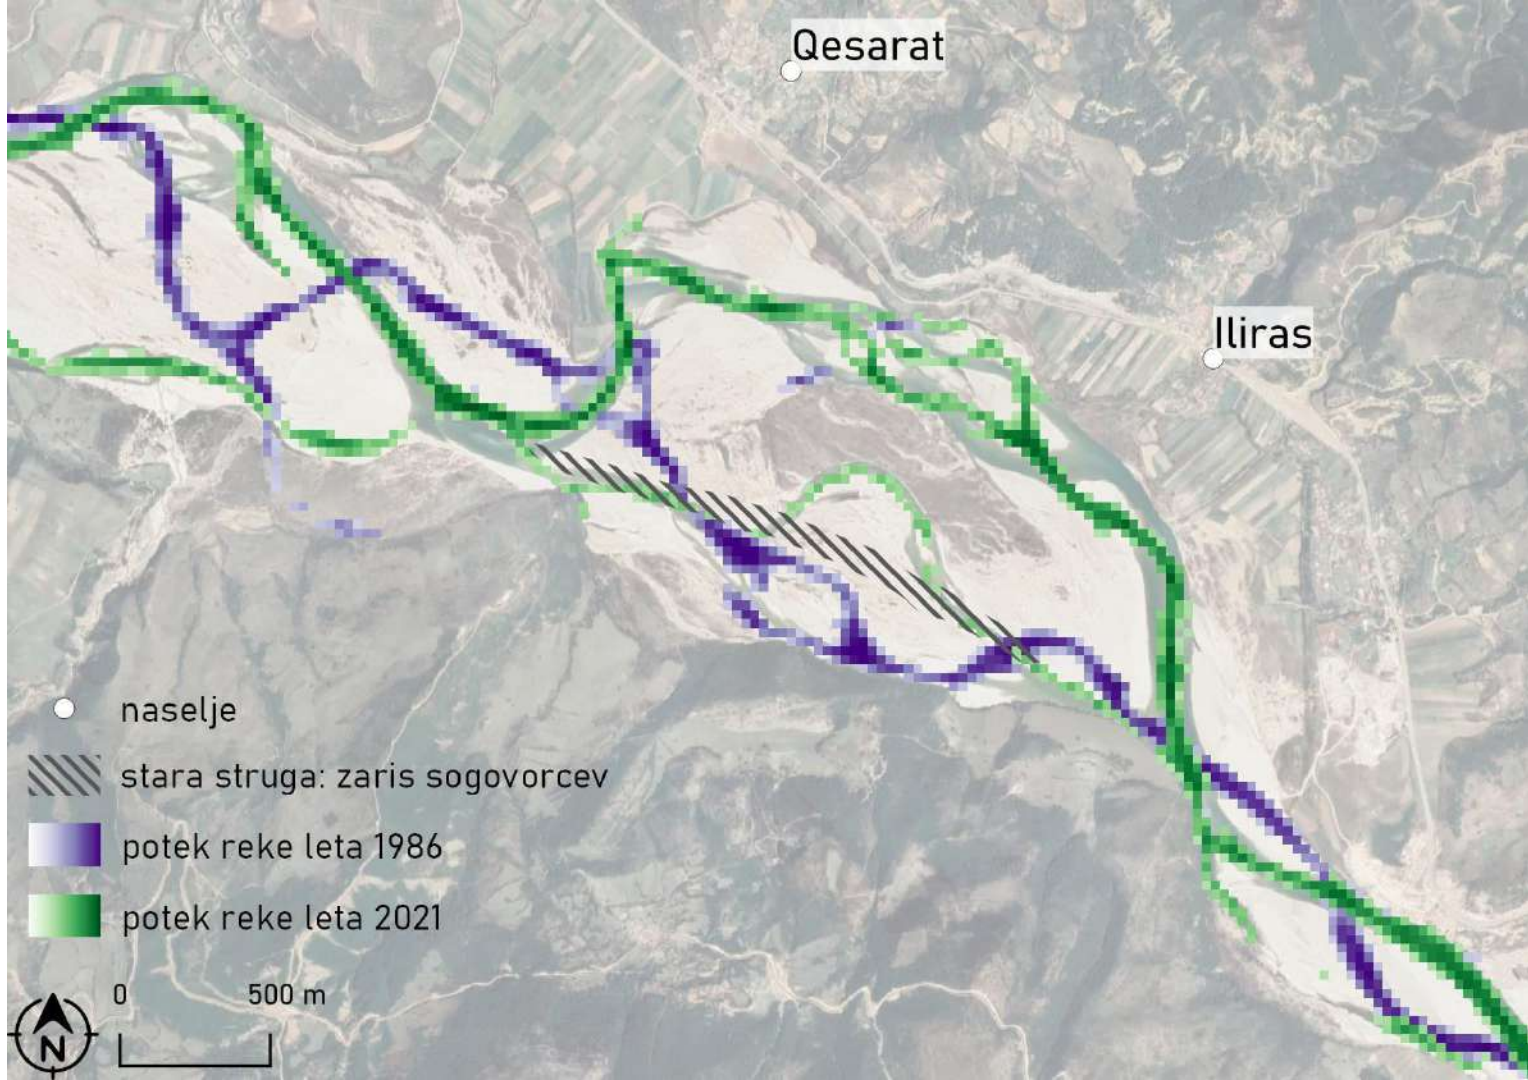 Qesarat
Iliras
naselje
stara struga: zaris sogovorcev
potek reke leta 1986
potek reke leta 2021
0 500 m
N